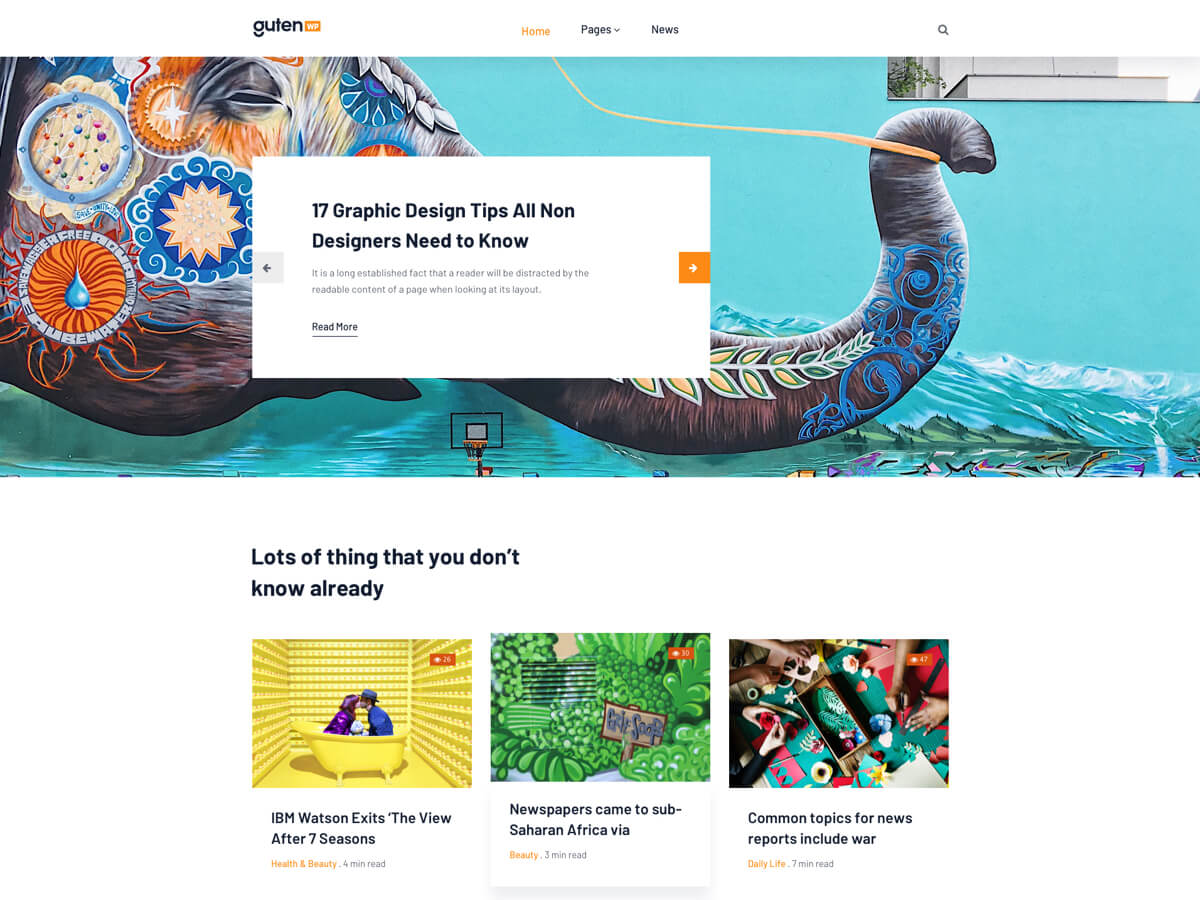 guten WP
Home
Pages
News
SAVE-UNITY
17 Graphic Design Tips All Non
Designers Need to Know
It is a long established fact that a reader will be distracted by the
readable content of a page when looking at its layout.
Read More
Lots of thing that you don’t
know already
26
30
47
IBM Watson Exits ‘The View
After 7 Seasons
Health & Beauty . 4 min read
Newspapers came to sub-
Saharan Africa via
Beauty . 3 min read
Common topics for news
reports include war
Daily Life . 7 min read